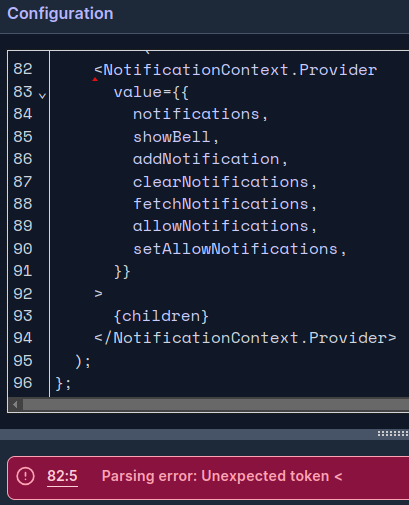 Configuration
82 <NotificationContext.Provider
83 value={{
84 notifications,
85 showBell,
86 addNotification,
87 clearNotifications,
88 fetchNotifications,
89 allowNotifications,
90 setAllowNotifications,
91 }}
92 >
93 {children}
94 </NotificationContext.Provider>
95 );
96 };
82:5 Parsing error: Unexpected token <